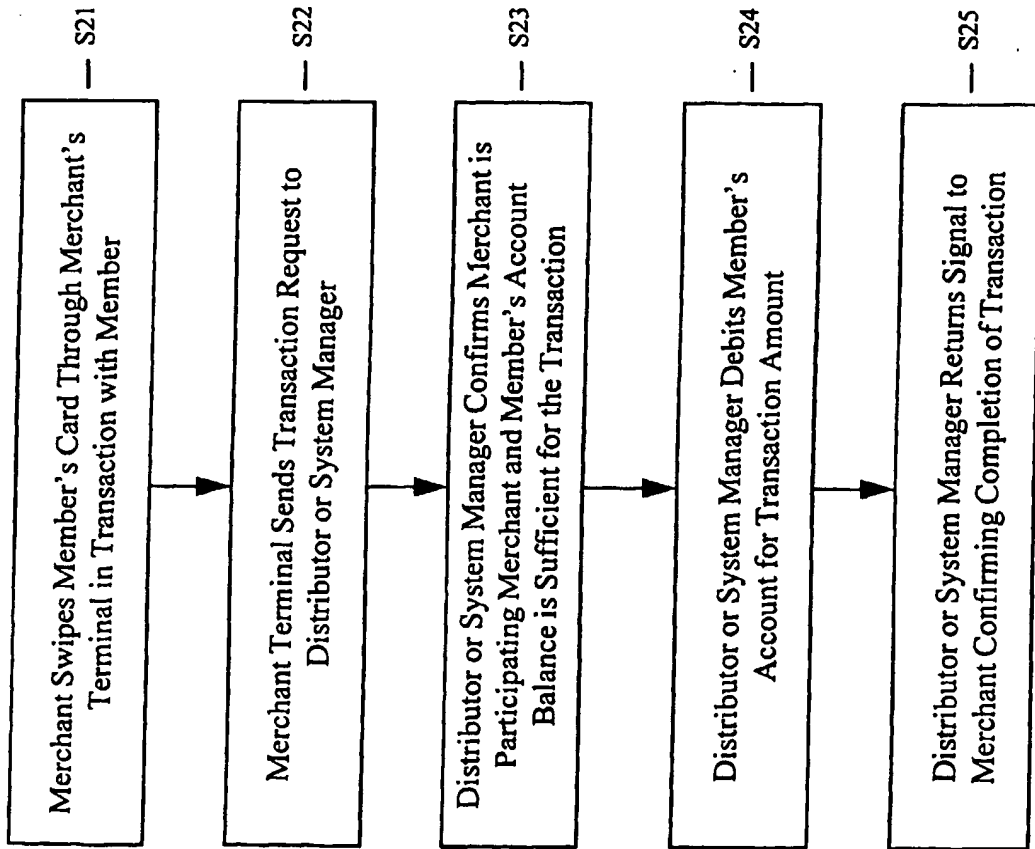 Merchant Swipes Member's Card Through Merchant's
Terminal in Transaction with Member
S21
Merchant Terminal Sends Transaction Request to
Distributor or System Manager
S22
Distributor or System Manager Confirms Merchant is
Participating Merchant and Member's Account
Balance is Sufficient for the Transaction
S23
Distributor or System Manager Debits Member's
Account for Transaction Amount
S24
Distributor or System Manager Returns Signal to
Merchant Confirming Completion of Transaction
S25